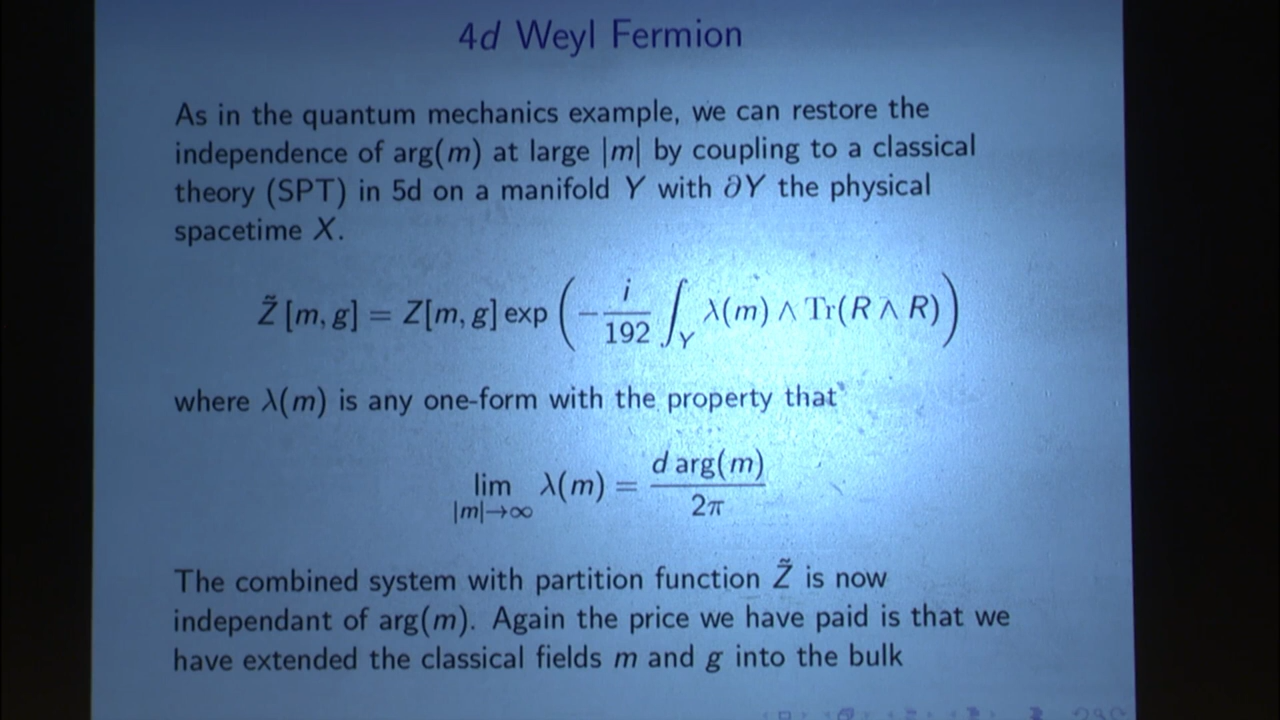 4d Weyl Fermion
As in the quantum mechanics example, we can restore the
independence of arg(m) at large |m| by coupling to a classical
theory (SPT) in 5d on a manifold Y with ∂Y the physical
spacetime X.
Z̃ [m, g] = Z[m, g] exp ( − i/192 ∫_Y λ(m) ∧ Tr(R ∧ R) )
where λ(m) is any one-form with the property that
lim_{|m|→∞} λ(m) = d arg(m) / 2π
The combined system with partition function Z̃ is now
independant of arg(m). Again the price we have paid is that we
have extended the classical fields m and g into the bulk